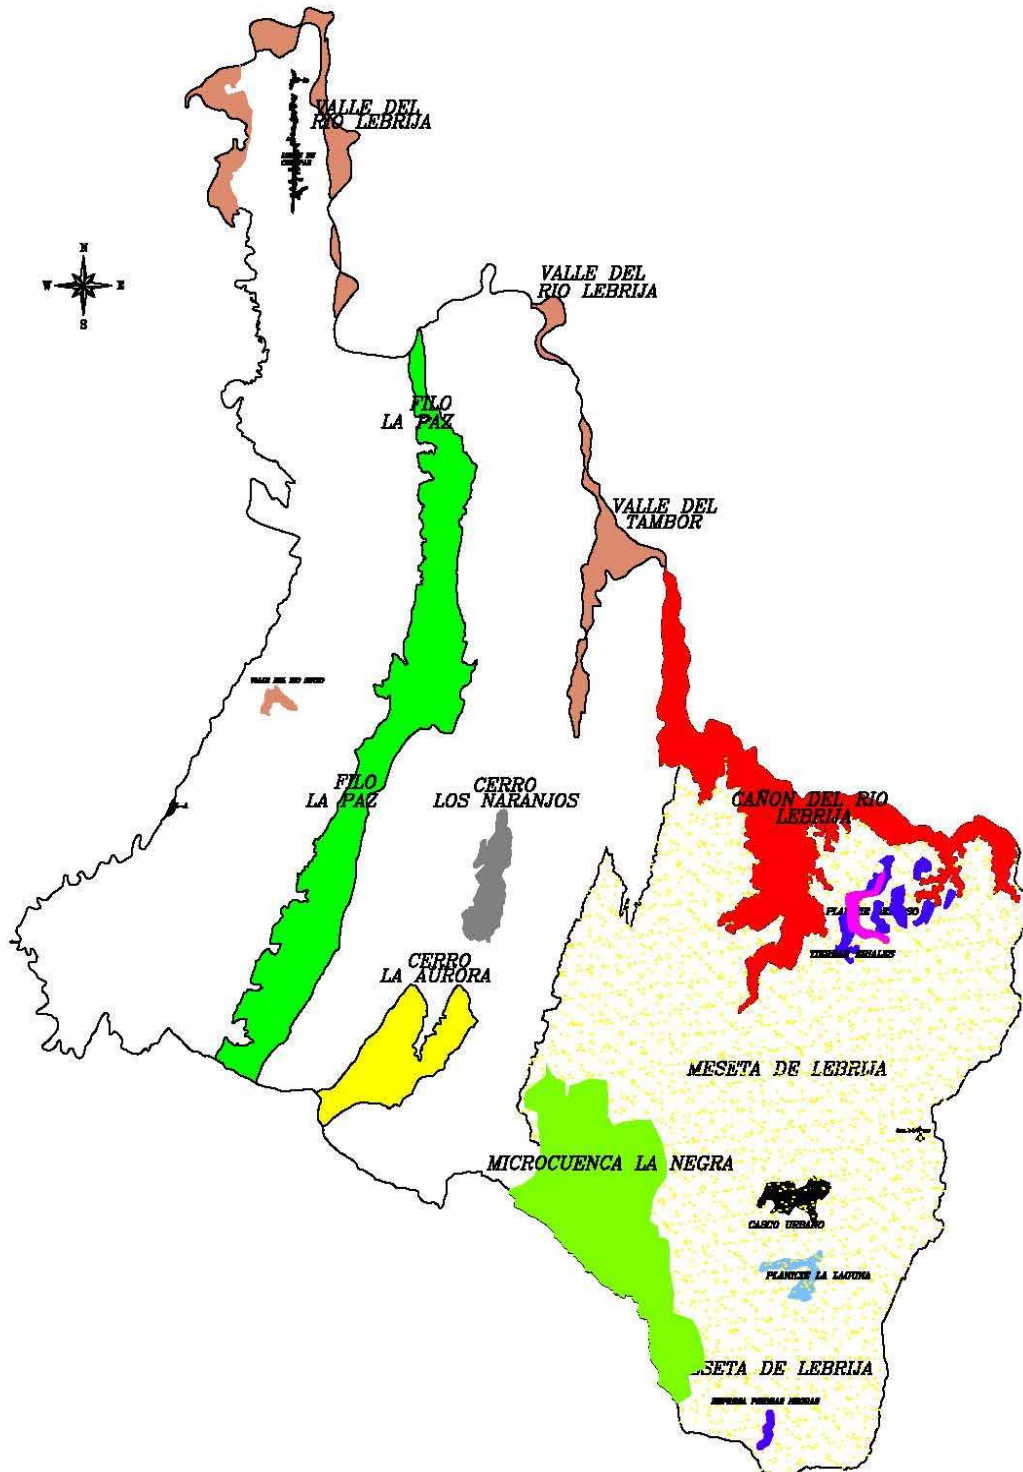 VALLE DEL
RIO LEBRIJA
N
W E
S
VALLE DEL
RIO LEBRIJA
FILO
LA PAZ
VALLE DEL
TAMBOR
FILO
LA PAZ
CERRO
LOS NARANJOS
CAÑON DEL RIO
LEBRIJA
CERRO
LA AURORA
MESETA DE LEBRIJA
MICROCUENCA LA NEGRA
CASCO URBANO
PLANICIE LA LAGUNA
ESETA DE LEBRIJA